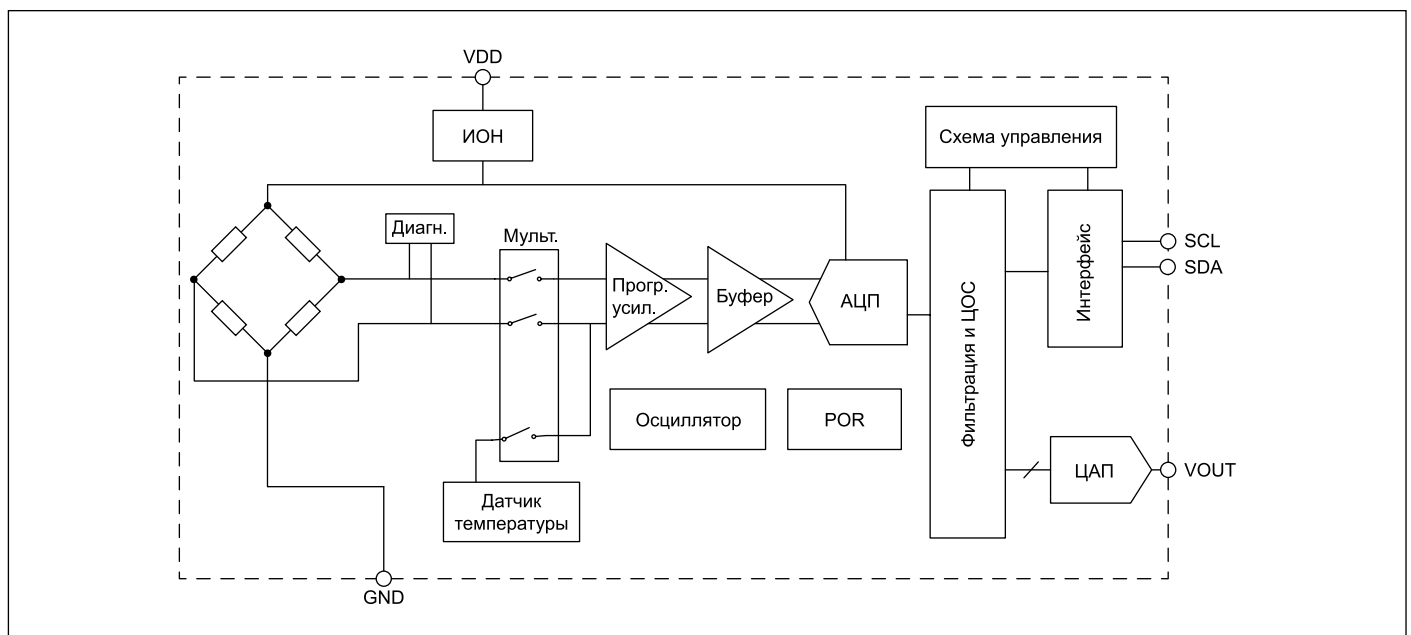 VDD
ИОН
Схема управления
Диагн.
Мульт.
Прогр.
усил.
Буфер
АЦП
Фильтрация и ЦОС
Интерфейс
SCL
SDA
Осциллятор
POR
ЦАП
VOUT
Датчик
температуры
GND